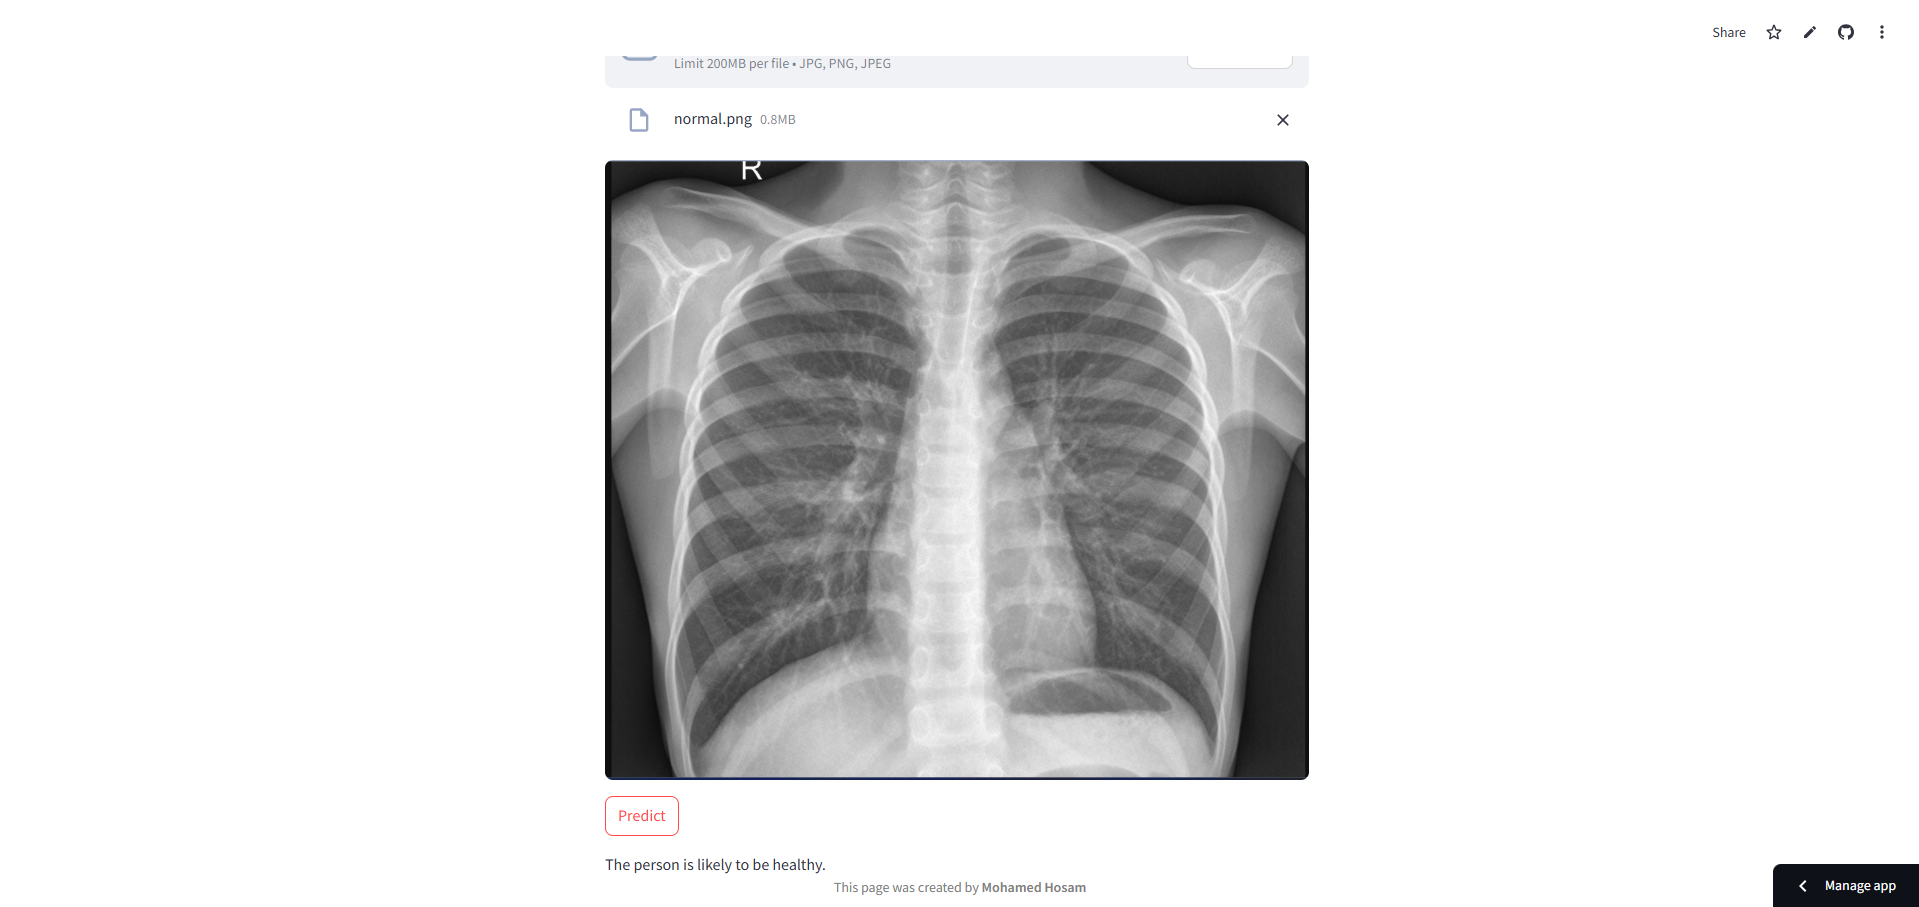 Share
Limit 200MB per file • JPG, PNG, JPEG
normal.png 0.8MB
R
Predict
The person is likely to be healthy.
This page was created by Mohamed Hosam
Manage app